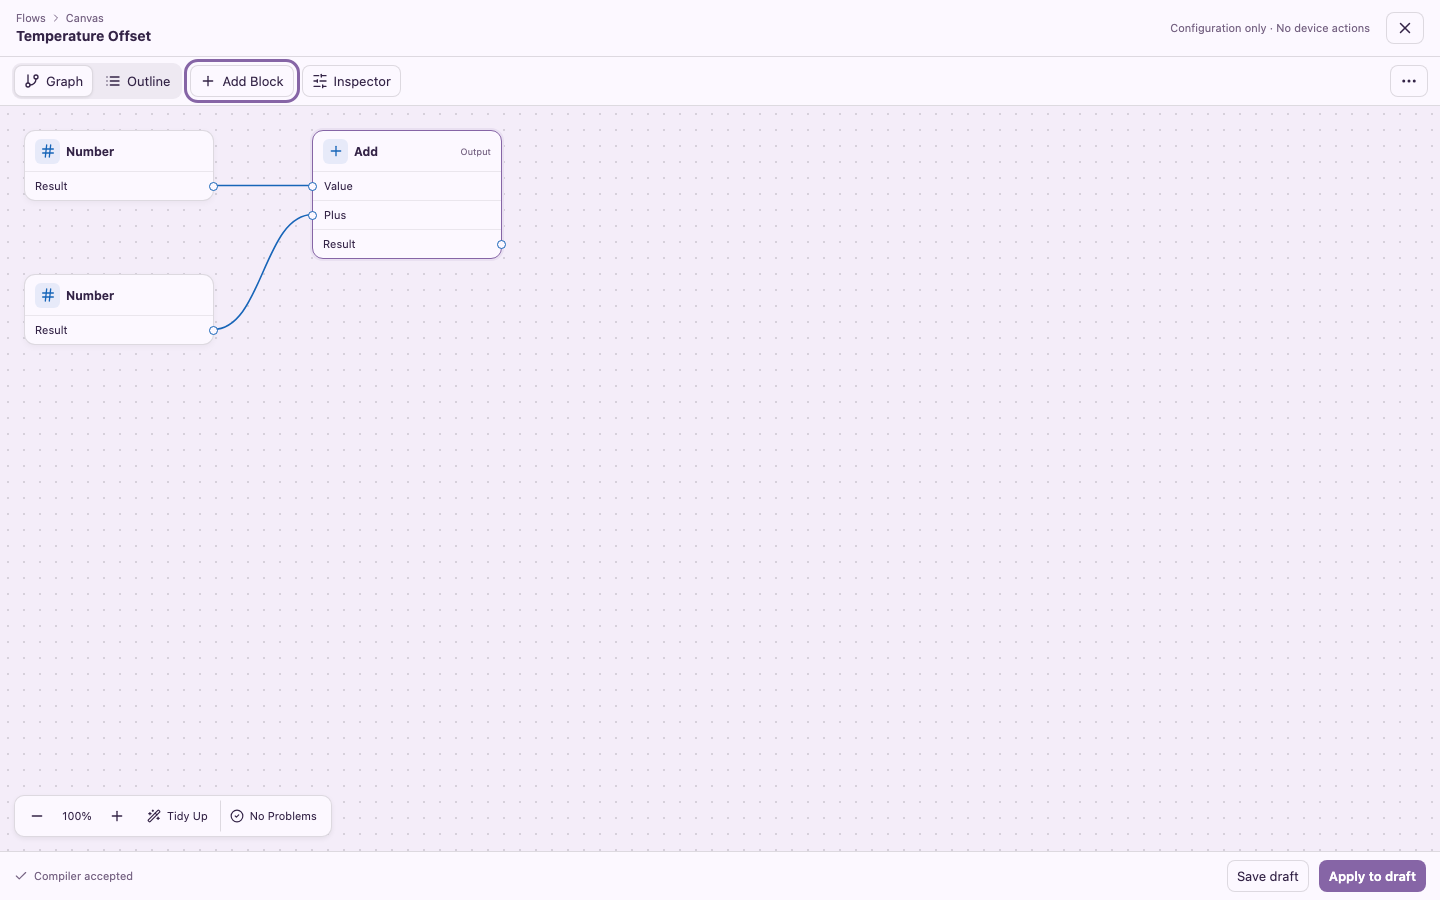 Flows > Canvas
Temperature Offset
Configuration only · No device actions
Graph
Outline
Add Block
Inspector
Number
Result
Add
Output
Value
Plus
Result
Number
Result
100%
Tidy Up
No Problems
Compiler accepted
Save draft
Apply to draft